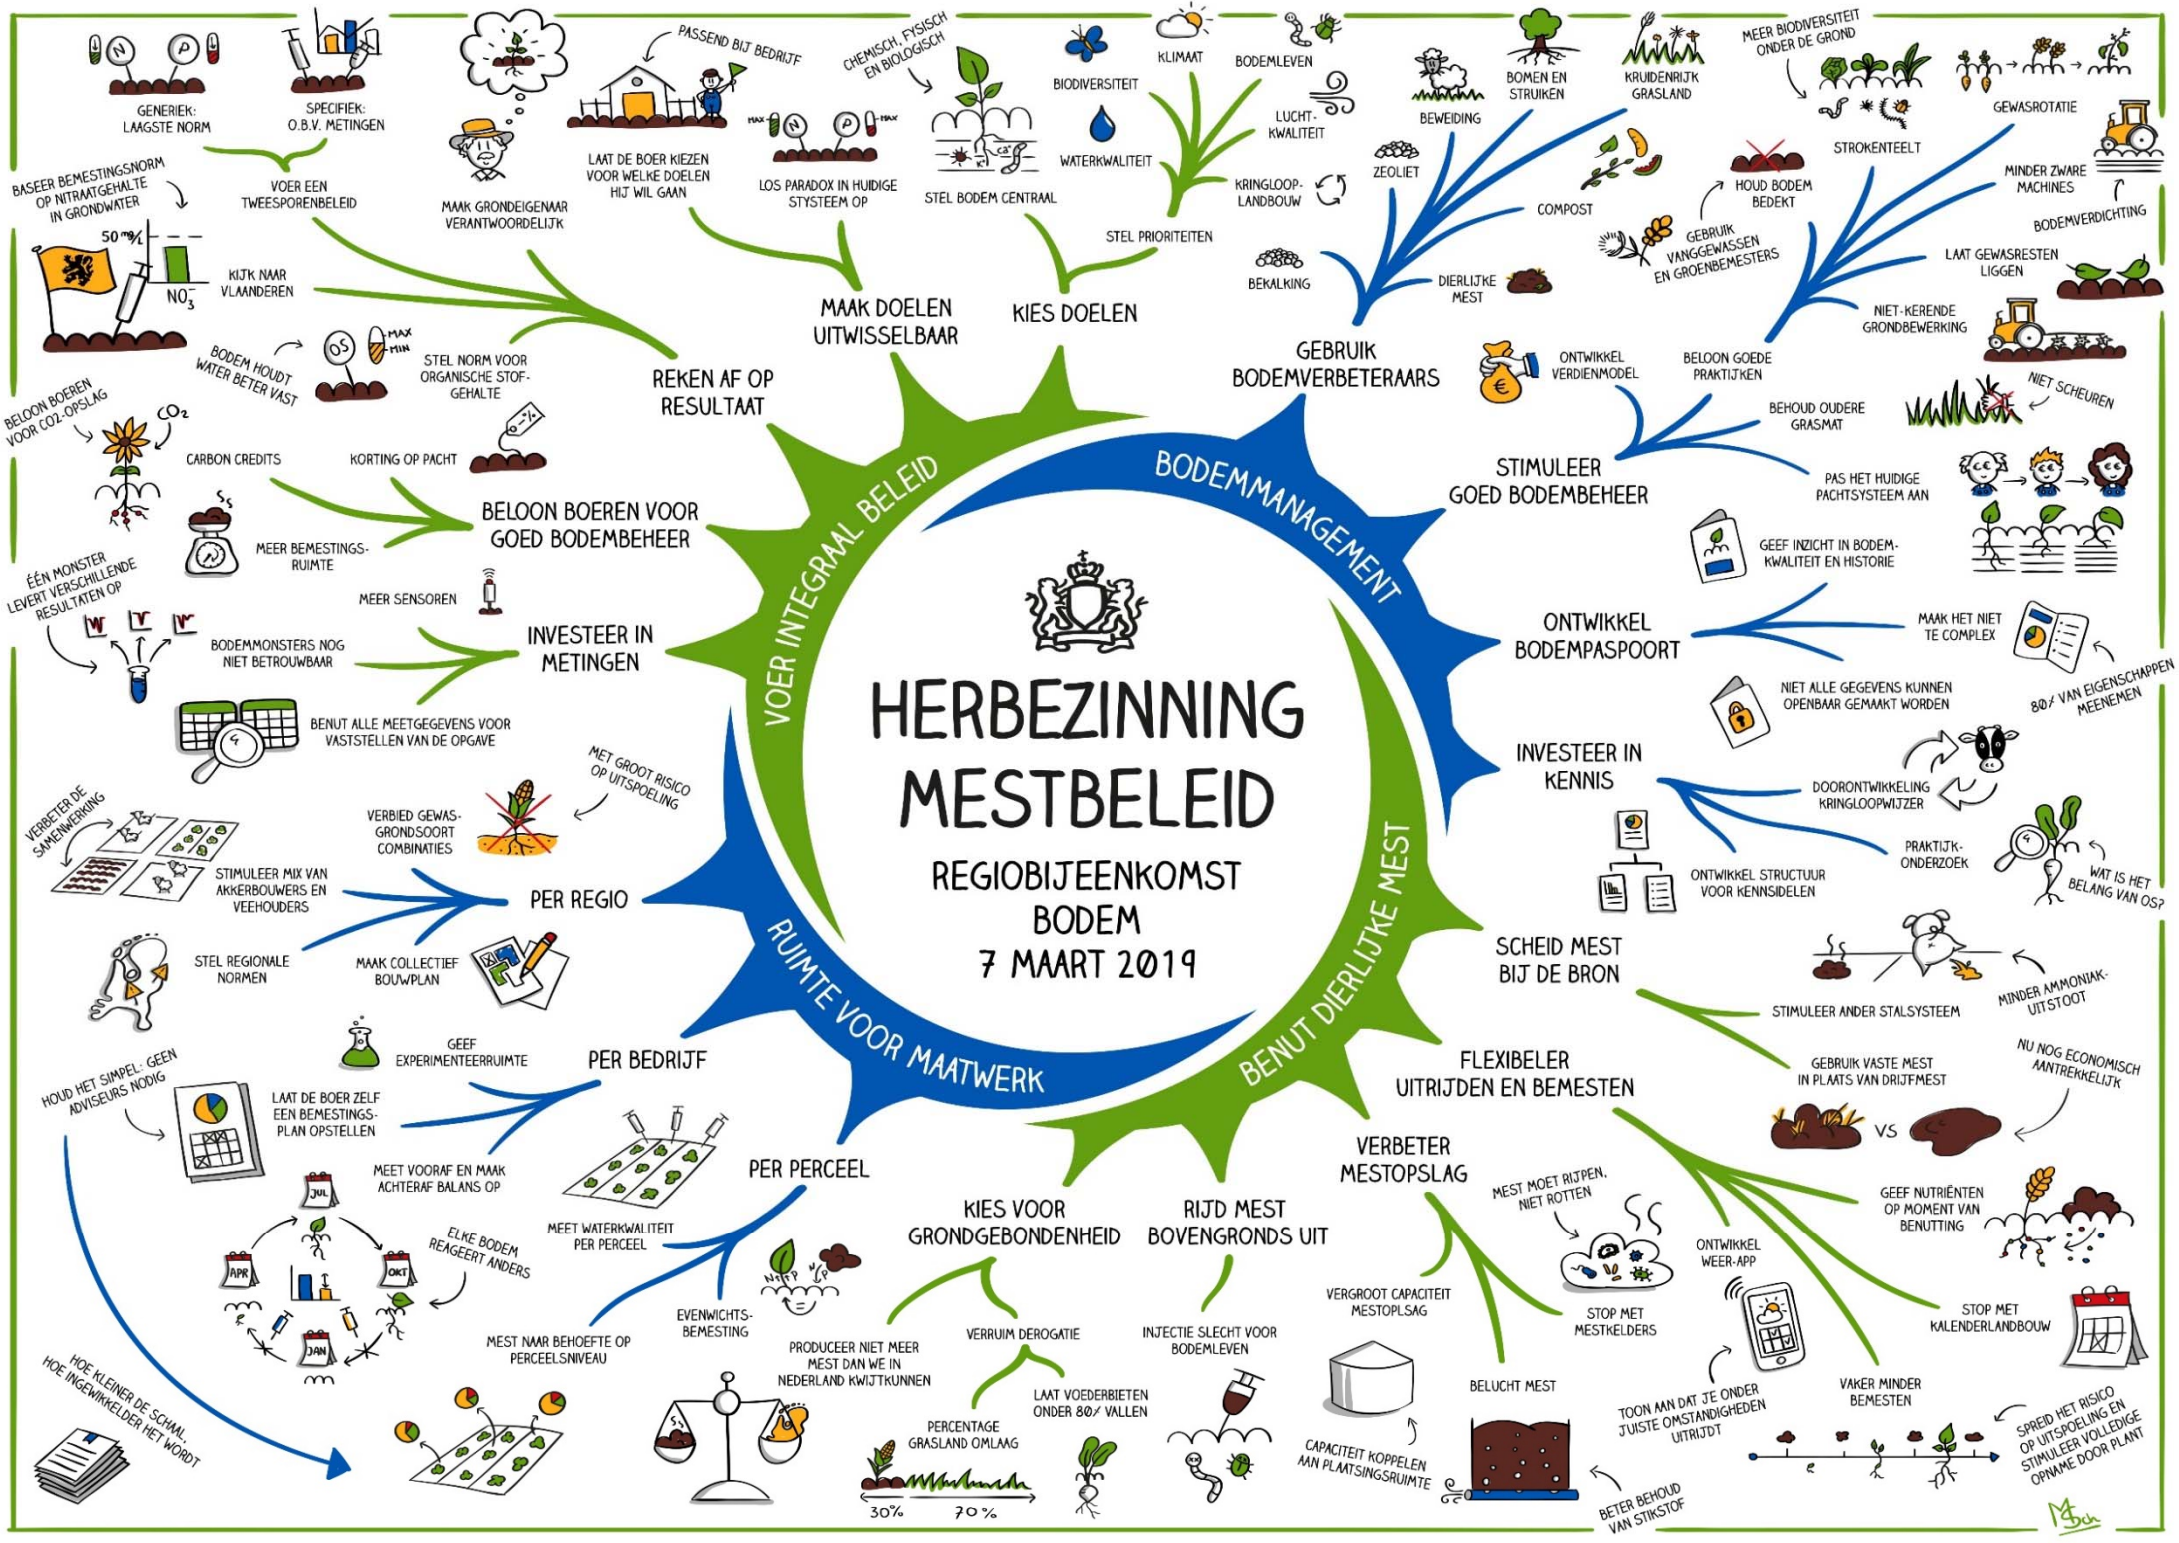 HERBEZINNING
MESTBELEID
REGIOBIJEENKOMST
BODEM
7 MAART 2019
VOER INTEGRAAL BELEID
KIES DOELEN
STEL BODEM CENTRAAL
CHEMISCH, FYSISCH
EN BIOLOGISCH
STEL PRIORITEITEN
BIODIVERSITEIT
WATERKWALITEIT
KLIMAAT
BODEMLEVEN
LUCHT-
KWALITEIT
KRINGLOOP-
LANDBOUW
MAAK DOELEN
UITWISSELBAAR
LAAT DE BOER KIEZEN
VOOR WELKE DOELEN
HIJ WIL GAAN
PASSEND BIJ BEDRIJF
LOS PARADOX IN HUIDIGE
STYSTEEM OP
MAX
N
P
MAX
REKEN AF OP
RESULTAAT
MAAK GRONDEIGENAAR
VERANTWOORDELIJK
VOER EEN
TWEESPORENBELEID
GENERIEK:
LAAGSTE NORM
N
P
SPECIFIEK:
O.B.V. METINGEN
KIJK NAAR
VLAANDEREN
BASEER BEMESTINGSNORM
OP NITRAATGEHALTE
IN GRONDWATER
50 mg/L
NO3-
STEL NORM VOOR
ORGANISCHE STOF-
GEHALTE
OS
MAX
MIN
BODEM HOUDT
WATER BETER VAST
BELOON BOEREN VOOR
GOED BODEMBEHEER
KORTING OP PACHT
-%
CARBON CREDITS
BELOON BOEREN
VOOR CO2-OPSLAG
CO2
MEER BEMESTINGS-
RUIMTE
INVESTEER IN
METINGEN
MEER SENSOREN
BODEMMONSTERS NOG
NIET BETROUWBAAR
ÉÉN MONSTER
LEVERT VERSCHILLENDE
RESULTATEN OP
BENUT ALLE MEETGEGEVENS VOOR
VASTSTELLEN VAN DE OPGAVE
BODEMMANAGEMENT
GEBRUIK
BODEMVERBETERAARS
BEKALKING
ZEOLIET
BEWEIDING
BOMEN EN
STRUIKEN
KRUIDENRIJK
GRASLAND
COMPOST
DIERLIJKE
MEST
STIMULEER
GOED BODEMBEHEER
ONTWIKKEL
VERDIENMODEL
€
BELOON GOEDE
PRAKTIJKEN
GEBRUIK
VANGGEWASSEN
EN GROENBEMESTERS
HOUD BODEM
BEDEKT
STROKENTEELT
MEER BIODIVERSITEIT
ONDER DE GROND
GEWASROTATIE
MINDER ZWARE
MACHINES
BODEMVERDICHTING
LAAT GEWASRESTEN
LIGGEN
NIET-KERENDE
GRONDBEWERKING
BEHOUD OUDERE
GRASMAT
NIET SCHEUREN
PAS HET HUIDIGE
PACHTSYSTEEM AAN
ONTWIKKEL
BODEMPASPOORT
GEEF INZICHT IN BODEM-
KWALITEIT EN HISTORIE
MAAK HET NIET
TE COMPLEX
80% VAN EIGENSCHAPPEN
MEENEMEN
NIET ALLE GEGEVENS KUNNEN
OPENBAAR GEMAAKT WORDEN
INVESTEER IN
KENNIS
DOORONTWIKKELING
KRINGLOOPWIJZER
PRAKTIJK-
ONDERZOEK
WAT IS HET
BELANG VAN OS?
ONTWIKKEL STRUCTUUR
VOOR KENNSIDELEN
BENUT DIERLIJKE MEST
SCHEID MEST
BIJ DE BRON
STIMULEER ANDER STALSYSTEEM
MINDER AMMONIAK-
UITSTOOT
GEBRUIK VASTE MEST
IN PLAATS VAN DRIJFMEST
NU NOG ECONOMISCH
AANTREKKELIJK
VS
FLEXIBELER
UITRIJDEN EN BEMESTEN
GEEF NUTRIËNTEN
OP MOMENT VAN
BENUTTING
STOP MET
KALENDERLANDBOUW
VAKER MINDER
BEMESTEN
SPREID HET RISICO
OP UITSPOELING EN
STIMULEER VOLLEDIGE
OPNAME DOOR PLANT
ONTWIKKEL
WEER-APP
TOON AAN DAT JE ONDER
JUISTE OMSTANDIGHEDEN
UITRIJDT
VERBETER
MESTOPSLAG
MEST MOET RIJPEN,
NIET ROTTEN
STOP MET
MESTKELDERS
BELUCHT MEST
BETER BEHOUD
VAN STIKSTOF
VERGROOT CAPACITEIT
MESTOPLSAG
CAPACITEIT KOPPELEN
AAN PLAATSINGSRUIMTE
RIJD MEST
BOVENGRONDS UIT
INJECTIE SLECHT VOOR
BODEMLEVEN
KIES VOOR
GRONDGEBONDENHEID
PRODUCEER NIET MEER
MEST DAN WE IN
NEDERLAND KWIJTKUNNEN
VERRUIM DEROGATIE
PERCENTAGE
GRASLAND OMLAAG
30%
70%
LAAT VOEDERBIETEN
ONDER 80% VALLEN
RUIMTE VOOR MAATWERK
PER REGIO
VERBIED GEWAS-
GRONDSOORT
COMBINATIES
MET GROOT RISICO
OP UITSPOELING
STIMULEER MIX VAN
AKKERBOUWERS EN
VEEHOUDERS
VERBETER DE
SAMENWERKING
STEL REGIONALE
NORMEN
MAAK COLLECTIEF
BOUWPLAN
PER BEDRIJF
GEEF
EXPERIMENTEERRUIMTE
LAAT DE BOER ZELF
EEN BEMESTINGS-
PLAN OPSTELLEN
HOUD HET SIMPEL: GEEN
ADVISEURS NODIG
MEET VOORAF EN MAAK
ACHTERAF BALANS OP
JUL
OKT
JAN
APR
ELKE BODEM
REAGEERT ANDERS
PER PERCEEL
MEET WATERKWALITEIT
PER PERCEEL
MEST NAAR BEHOEFTE OP
PERCEELSNIVEAU
EVENWICHTS-
BEMESTING
HOE KLEINER DE SCHAAL,
HOE INGEWIKKELDER HET WORDT